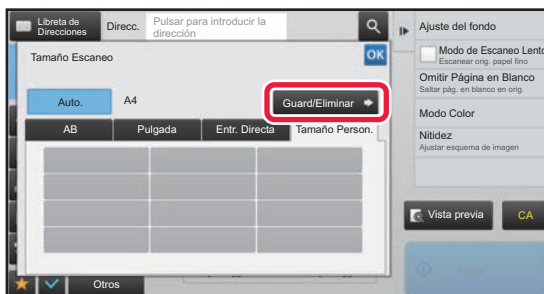 Libreta de
Direcciones
Direcc.
Pulsar para introducir la
dirección
Tamaño Escaneo
OK
Auto.
A4
Guard/Eliminar
AB
Pulgada
Entr. Directa
Tamaño Person.
Otros
Ajuste del fondo
Modo de Escaneo Lento
Escanear orig. papel fino
Omitir Página en Blanco
Saltar pág. en blanco en orig.
Modo Color
Nitidez
Ajustar esquema de imagen
Vista previa
CA